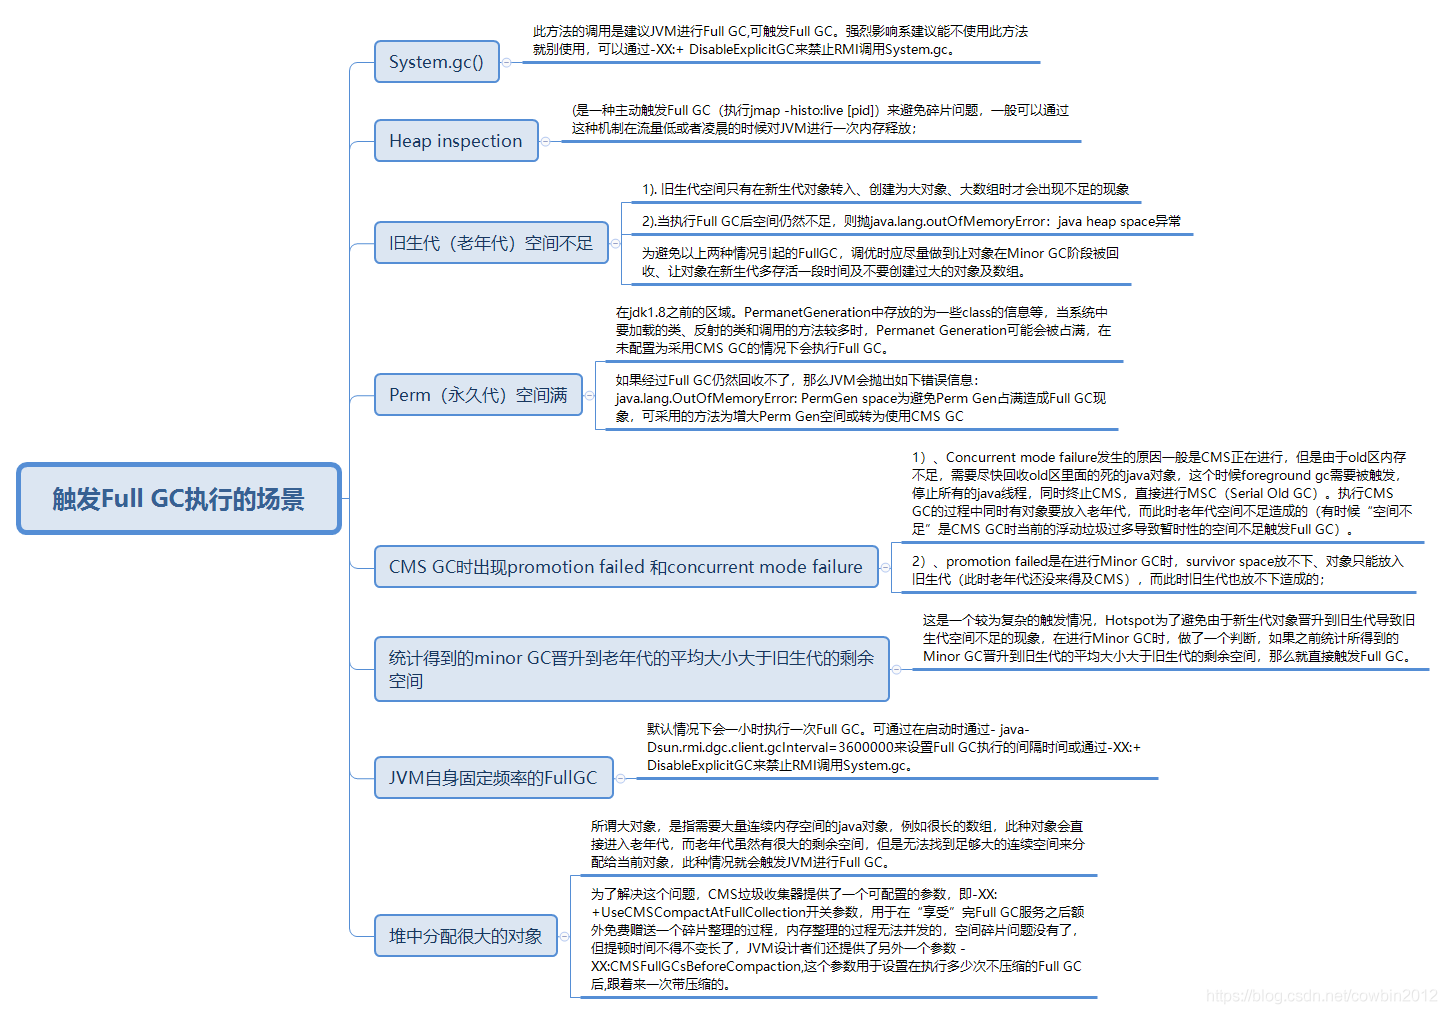 触发Full GC执行的场景
System.gc()
此方法的调用是建议JVM进行Full GC,可触发Full GC。强烈影响系建议能不使用此方法
就别使用，可以通过-XX:+ DisableExplicitGC来禁止RMI调用System.gc。
Heap inspection
(是一种主动触发Full GC（执行jmap -histo:live [pid]）来避免碎片问题，一般可以通过
这种机制在流量低或者凌晨的时候对JVM进行一次内存释放；
旧生代（老年代）空间不足
1). 旧生代空间只有在新生代对象转入、创建为大对象、大数组时才会出现不足的现象
2).当执行Full GC后空间仍然不足，则抛java.lang.outOfMemoryError：java heap space异常
为避免以上两种情况引起的FullGC，调优时应尽量做到让对象在Minor GC阶段被回
收、让对象在新生代多存活一段时间及不要创建过大的对象及数组。
Perm（永久代）空间满
在jdk1.8之前的区域。PermanetGeneration中存放的为一些class的信息等，当系统中
要加载的类、反射的类和调用的方法较多时，Permanet Generation可能会被占满，在
未配置为采用CMS GC的情况下会执行Full GC。
如果经过Full GC仍然回收不了，那么JVM会抛出如下错误信息：
java.lang.OutOfMemoryError: PermGen space为避免Perm Gen占满造成Full GC现
象，可采用的方法为增大Perm Gen空间或转为使用CMS GC
CMS GC时出现promotion failed 和concurrent mode failure
1）、Concurrent mode failure发生的原因一般是CMS正在进行，但是由于old区内存
不足，需要尽快回收old区里面的死的java对象，这个时候foreground gc需要被触发，
停止所有的java线程，同时终止CMS，直接进行MSC（Serial Old GC）。执行CMS
GC的过程中同时有对象要放入老年代，而此时老年代空间不足造成的（有时候“空间不
足”是CMS GC时当前的浮动垃圾过多导致暂时性的空间不足触发Full GC）。
2）、promotion failed是在进行Minor GC时，survivor space放不下、对象只能放入
旧生代（此时老年代还没来得及CMS），而此时旧生代也放不下造成的；
统计得到的minor GC晋升到老年代的平均大小大于旧生代的剩余
空间
这是一个较为复杂的触发情况，Hotspot为了避免由于新生代对象晋升到旧生代导致旧
生代空间不足的现象，在进行Minor GC时，做了一个判断，如果之前统计所得到的
Minor GC晋升到旧生代的平均大小大于旧生代的剩余空间，那么就直接触发Full GC。
JVM自身固定频率的FullGC
默认情况下会一小时执行一次Full GC。可通过在启动时通过- java-
Dsun.rmi.dgc.client.gcInterval=3600000来设置Full GC执行的间隔时间或通过-XX:+
DisableExplicitGC来禁止RMI调用System.gc。
堆中分配很大的对象
所谓大对象，是指需要大量连续内存空间的java对象，例如很长的数组，此种对象会直
接进入老年代，而老年代虽然有很大的剩余空间，但是无法找到足够大的连续空间来分
配给当前对象，此种情况就会触发JVM进行Full GC。
为了解决这个问题，CMS垃圾收集器提供了一个可配置的参数，即-XX:
+UseCMSCompactAtFullCollection开关参数，用于在“享受”完Full GC服务之后额
外免费赠送一个碎片整理的过程，内存整理的过程无法并发的，空间碎片问题没有了，
但提顿时间不得不变长了，JVM设计者们还提供了另外一个参数 -
XX:CMSFullGCsBeforeCompaction,这个参数用于设置在执行多少次不压缩的Full GC
后,跟着来一次带压缩的。
https://blog.csdn.net/cowbin2012